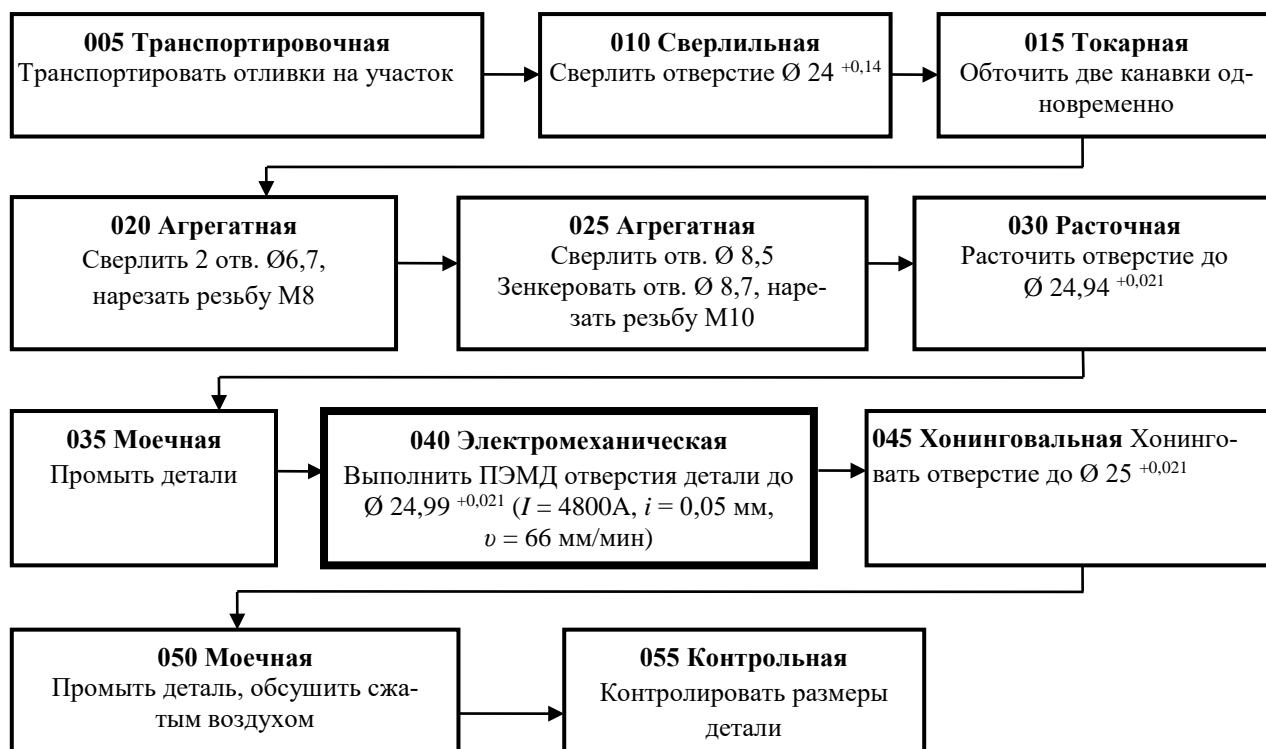 005 Транспортировочная
Транспортировать отливки на участок
010 Сверлильная
Сверлить отверстие Ø 24 +0,14
015 Токарная
Обточить две канавки од-
новременно
020 Агрегатная
Сверлить 2 отв. Ø6,7,
нарезать резьбу М8
025 Агрегатная
Сверлить отв. Ø 8,5
Зенкеровать отв. Ø 8,7, наре-
зать резьбу М10
030 Расточная
Расточить отверстие до
Ø 24,94 +0,021
035 Моечная
Промыть детали
040 Электромеханическая
Выполнить ПЭМД отверстия детали до
Ø 24,99 +0,021 (I = 4800А, i = 0,05 мм,
υ = 66 мм/мин)
045 Хонинговальная Хонинго-
вать отверстие до Ø 25 +0,021
050 Моечная
Промыть деталь, обсушить сжа-
тым воздухом
055 Контрольная
Контролировать размеры
детали